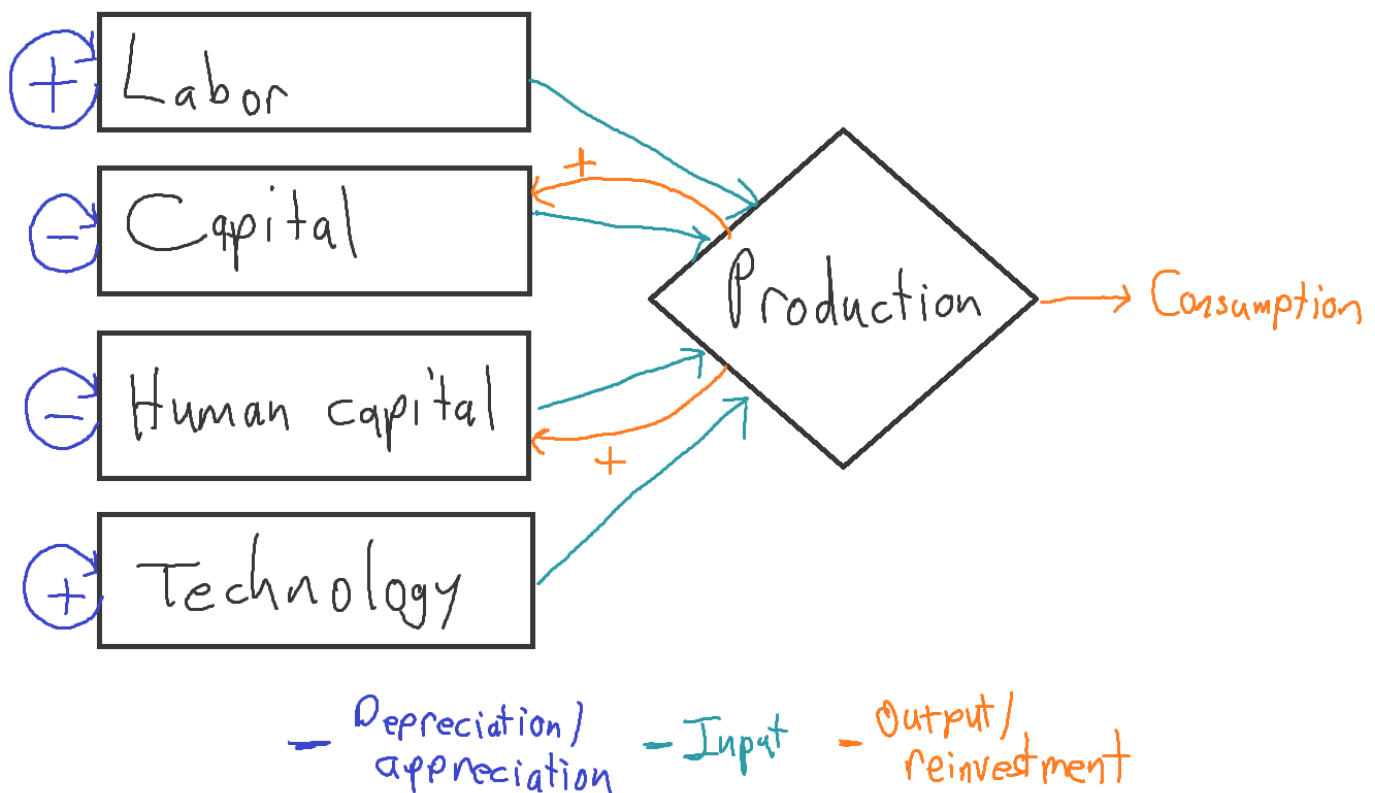 + Labor
+
- Capital
Production
Consumption
- Human capital
+
+ Technology
- Depreciation/
appreciation
- Input
- Output/
reinvestment